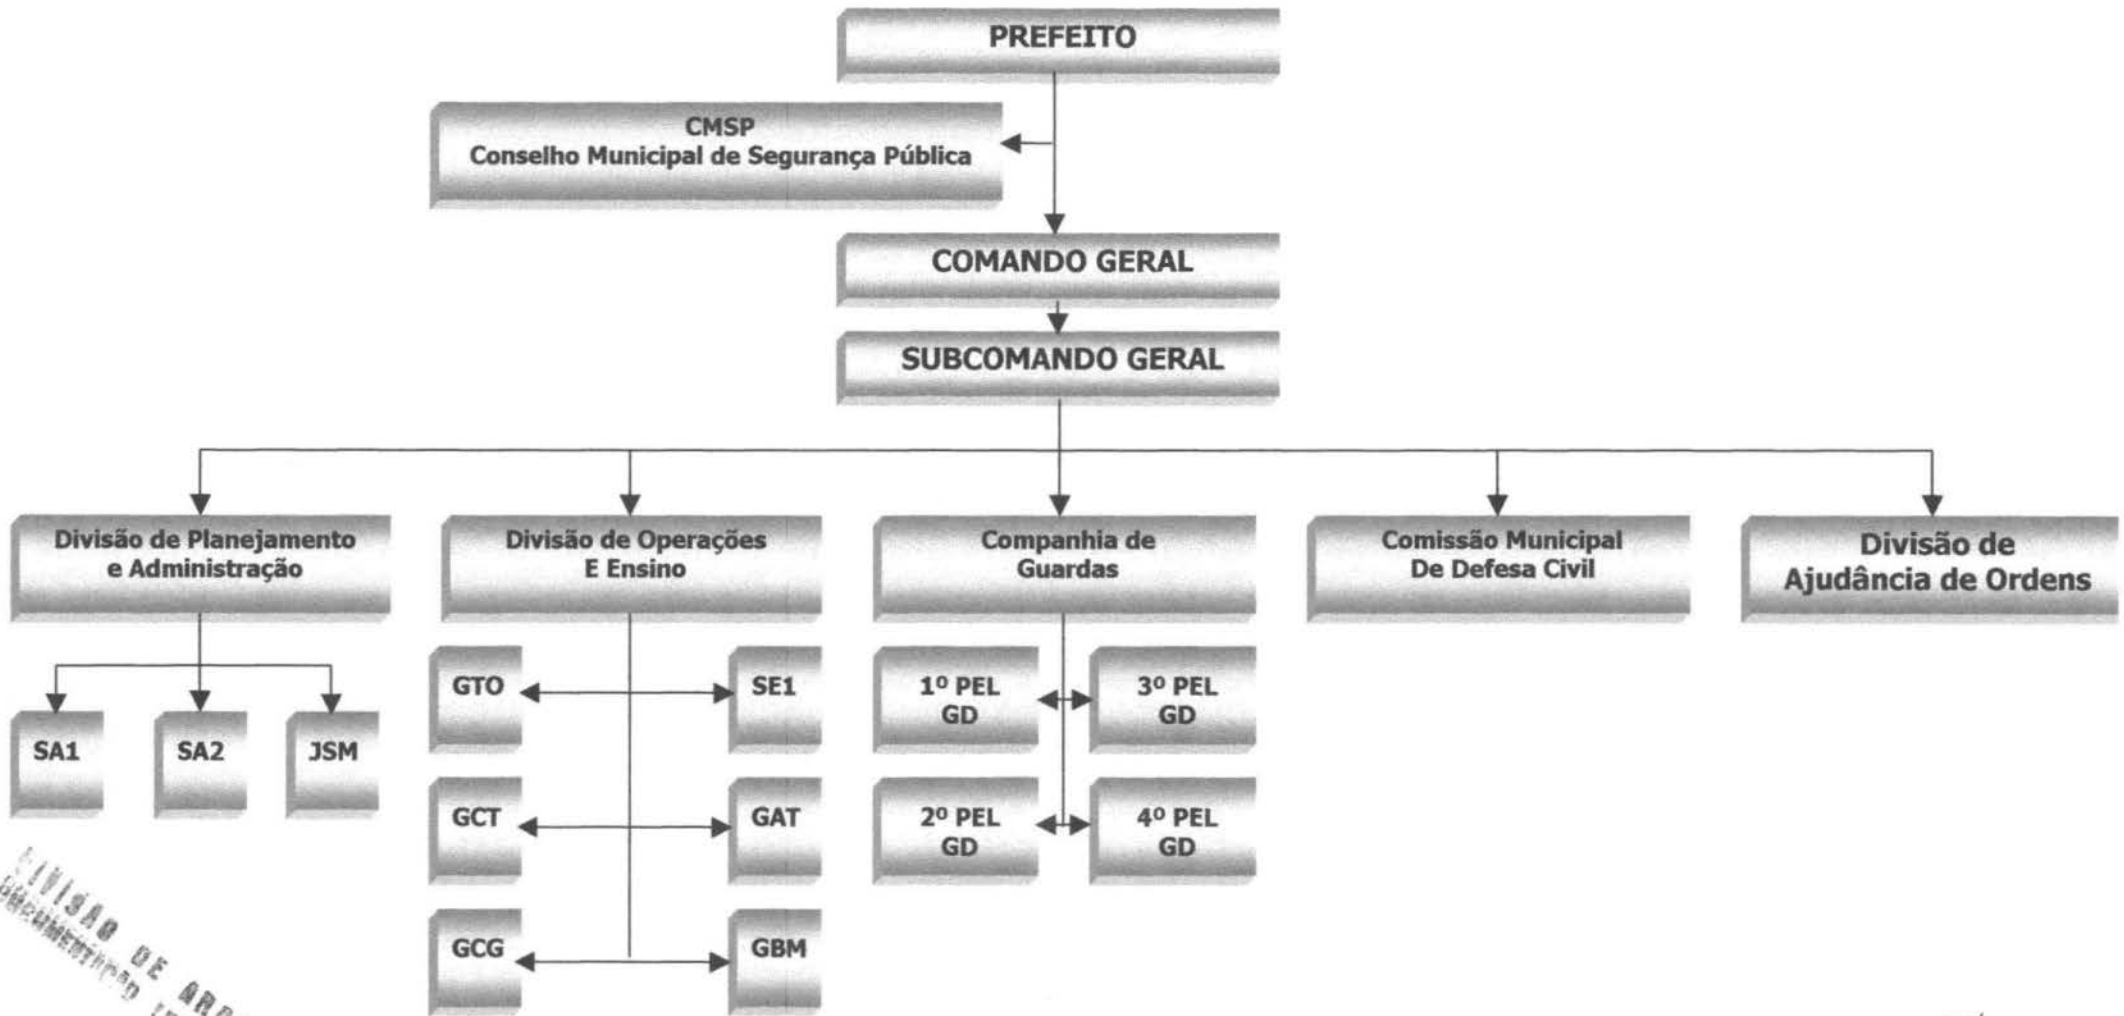 PREFEITO
CMSP
Conselho Municipal de Segurança Pública
COMANDO GERAL
SUBCOMANDO GERAL
Divisão de Planejamento
e Administração
Divisão de Operações
E Ensino
Companhia de
Guardas
Comissão Municipal
De Defesa Civil
Divisão de
Ajudância de Ordens
SA1
SA2
JSM
GTO
SE1
GCT
GAT
GCG
GBM
1º PEL
GD
3º PEL
GD
2º PEL
GD
4º PEL
GD
DE